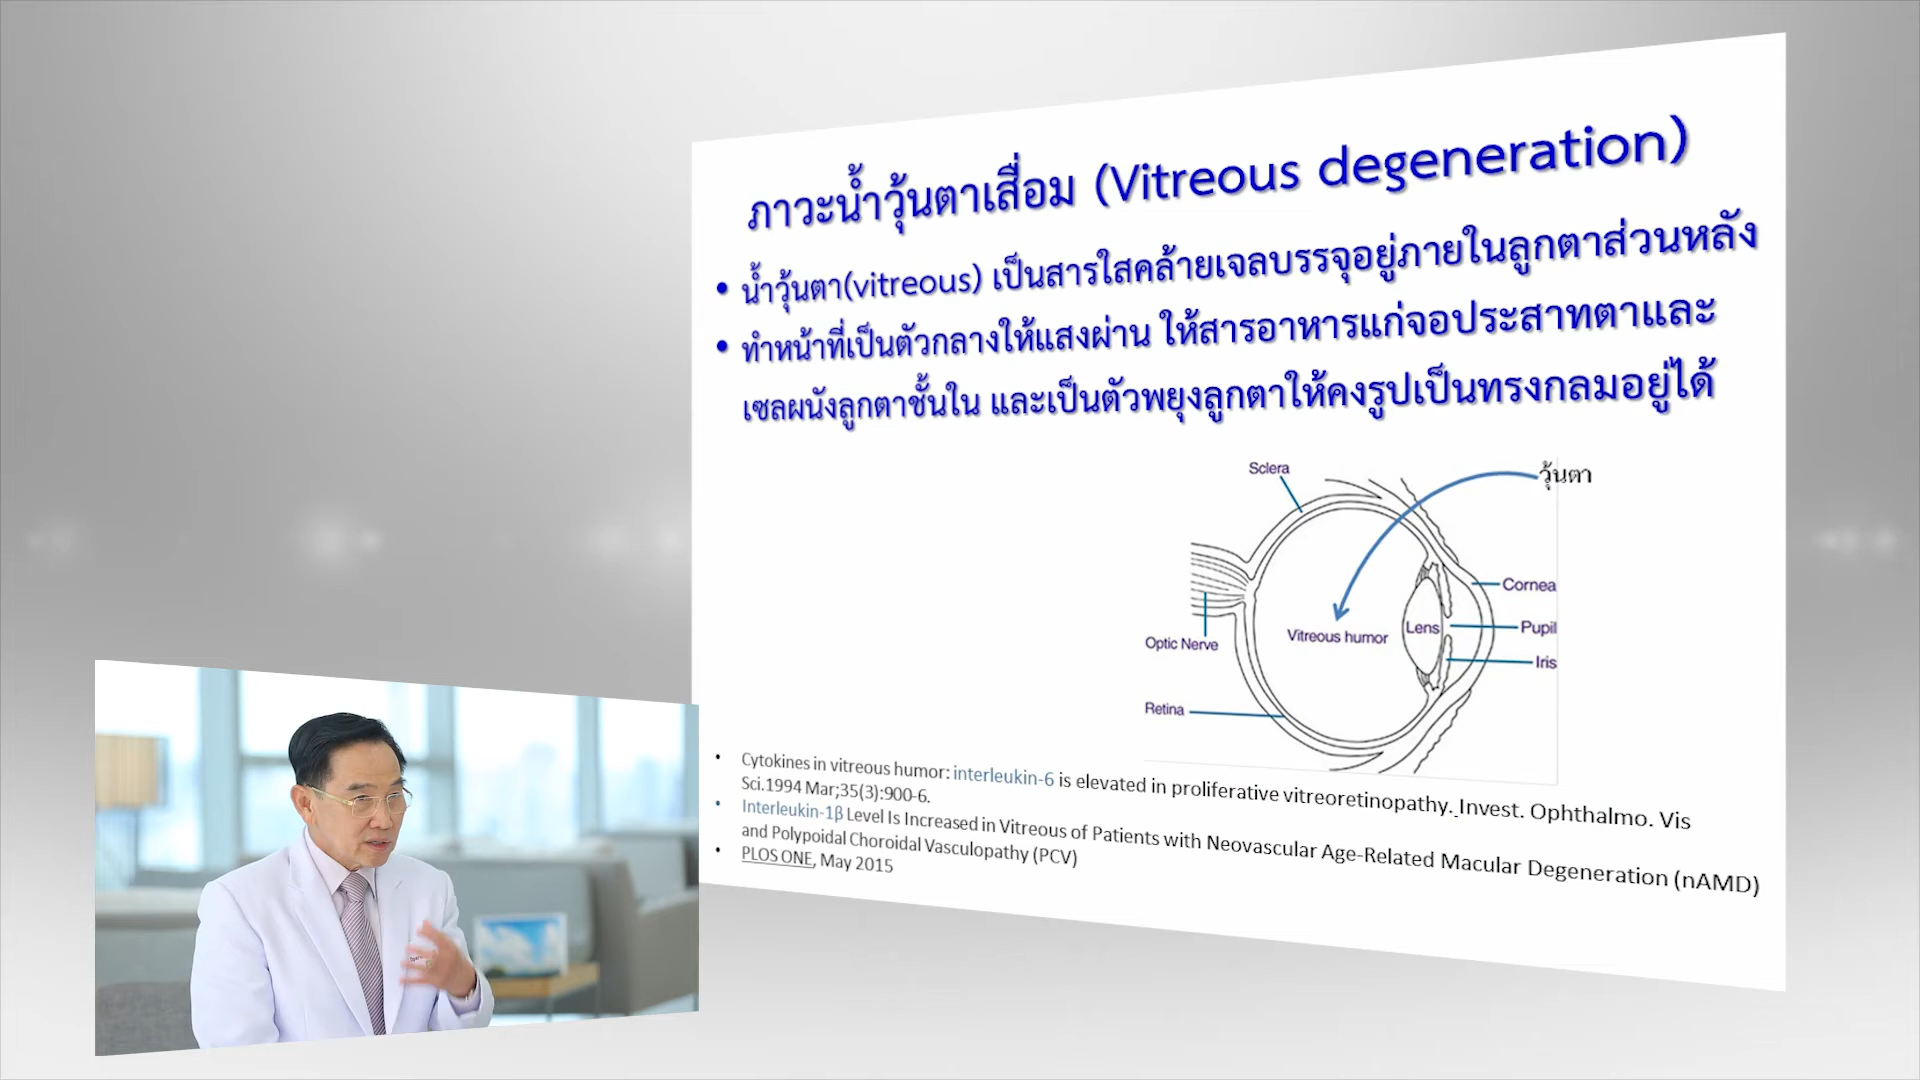 ภาวะน้ำวุ้นตาเสื่อม (Vitreous degeneration)
• น้ำวุ้นตา(vitreous) เป็นสารใสคล้ายเจลบรรจุอยู่ภายในลูกตาส่วนหลัง
• ทำหน้าที่เป็นตัวกลางให้แสงผ่าน ให้สารอาหารแก่จอประสาทตาและ
เซลผนังลูกตาชั้นใน และเป็นตัวพยุงลูกตาให้คงรูปเป็นทรงกลมอยู่ได้
Sclera
วุ้นตา
Cornea
Vitreous humor
Lens
Pupil
Optic Nerve
Iris
Retina
• Cytokines in vitreous humor: interleukin-6 is elevated in proliferative vitreoretinopathy. Invest. Ophthalmo. Vis
Sci.1994 Mar;35(3):900-6.
• Interleukin-1β Level Is Increased in Vitreous of Patients with Neovascular Age-Related Macular Degeneration (nAMD)
and Polypoidal Choroidal Vasculopathy (PCV)
• PLOS ONE, May 2015